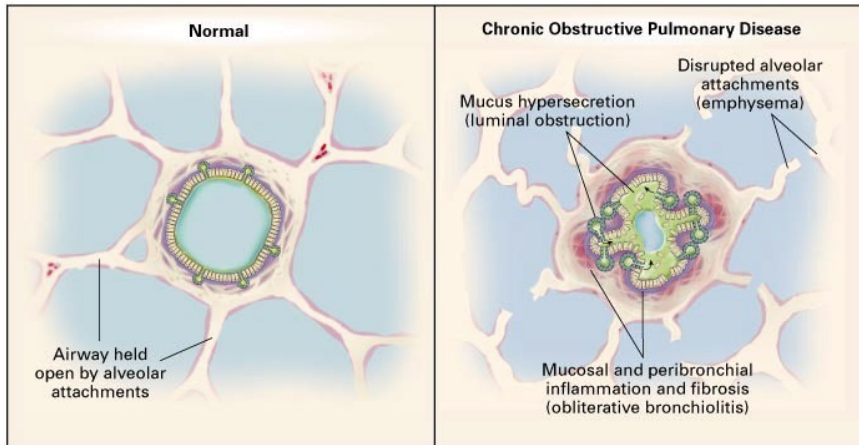 Normal
Airway held
open by alveolar
attachments
Chronic Obstructive Pulmonary Disease
Mucus hypersecretion
(luminal obstruction)
Disrupted alveolar
attachments
(emphysema)
Mucosal and peribronchial
inflammation and fibrosis
(obliterative bronchiolitis)